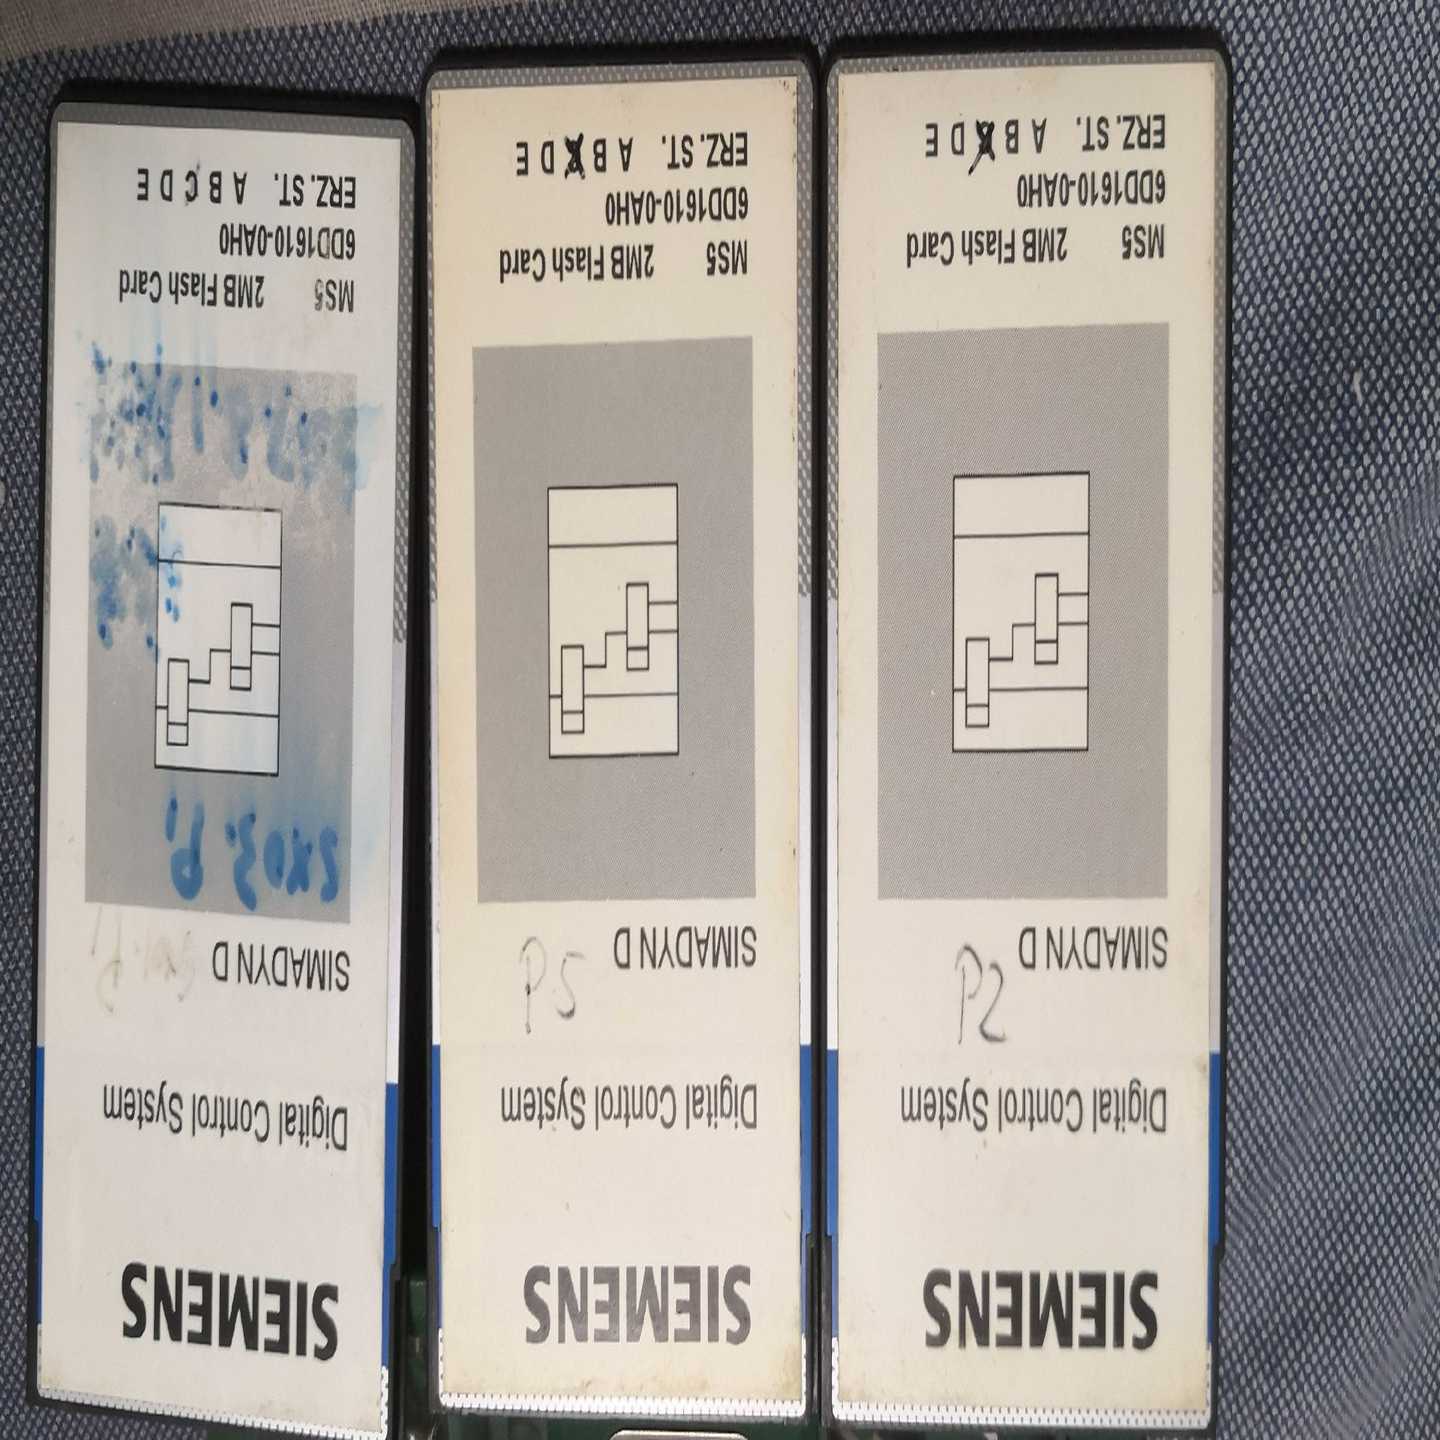 SIEMENS
Digital Control System
SIMADYN D
P2
MS5 2MB Flash Card
6DD1610-0AH0
ERZ. ST. A B C D E
SIEMENS
Digital Control System
SIMADYN D
P5
MS5 2MB Flash Card
6DD1610-0AH0
ERZ. ST. A B C D E
SIEMENS
Digital Control System
SIMADYN D
MS5 2MB Flash Card
6DD1610-0AH0
ERZ. ST. A B C D E